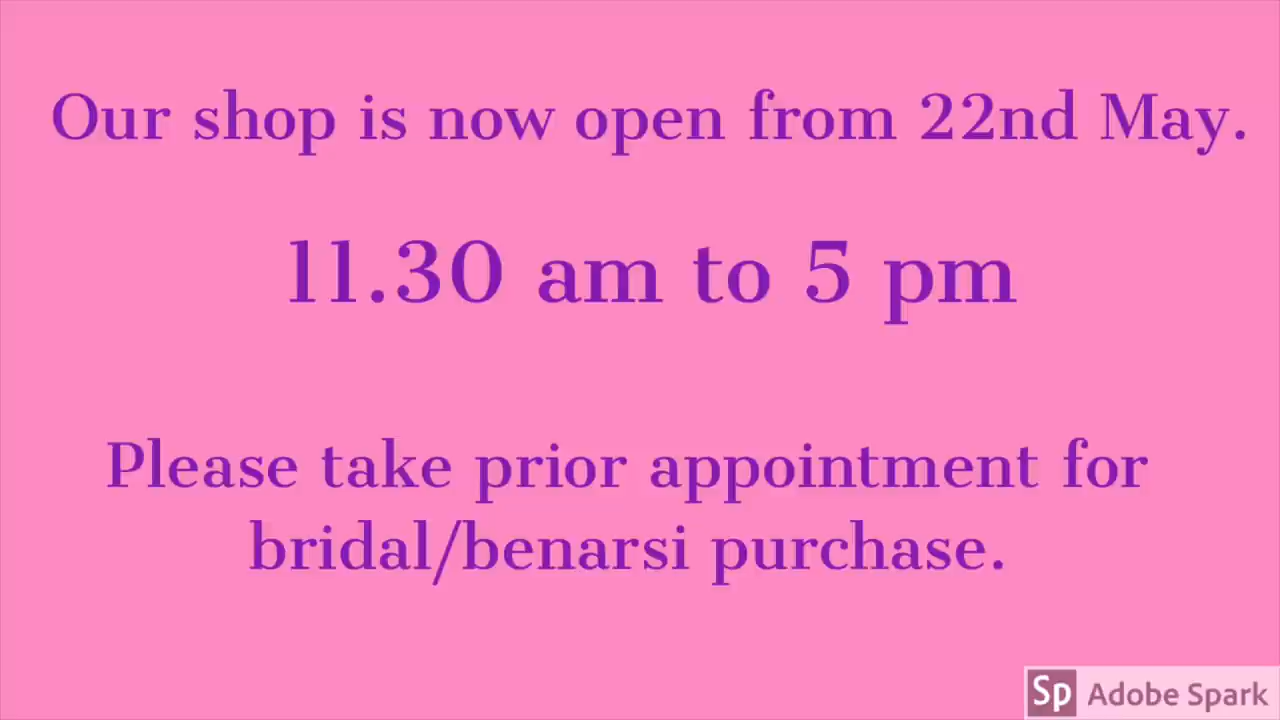 Our shop is now open from 22nd May.
11.30 am to 5 pm
Please take prior appointment for
bridal/benarsi purchase.
Sp Adobe Spark